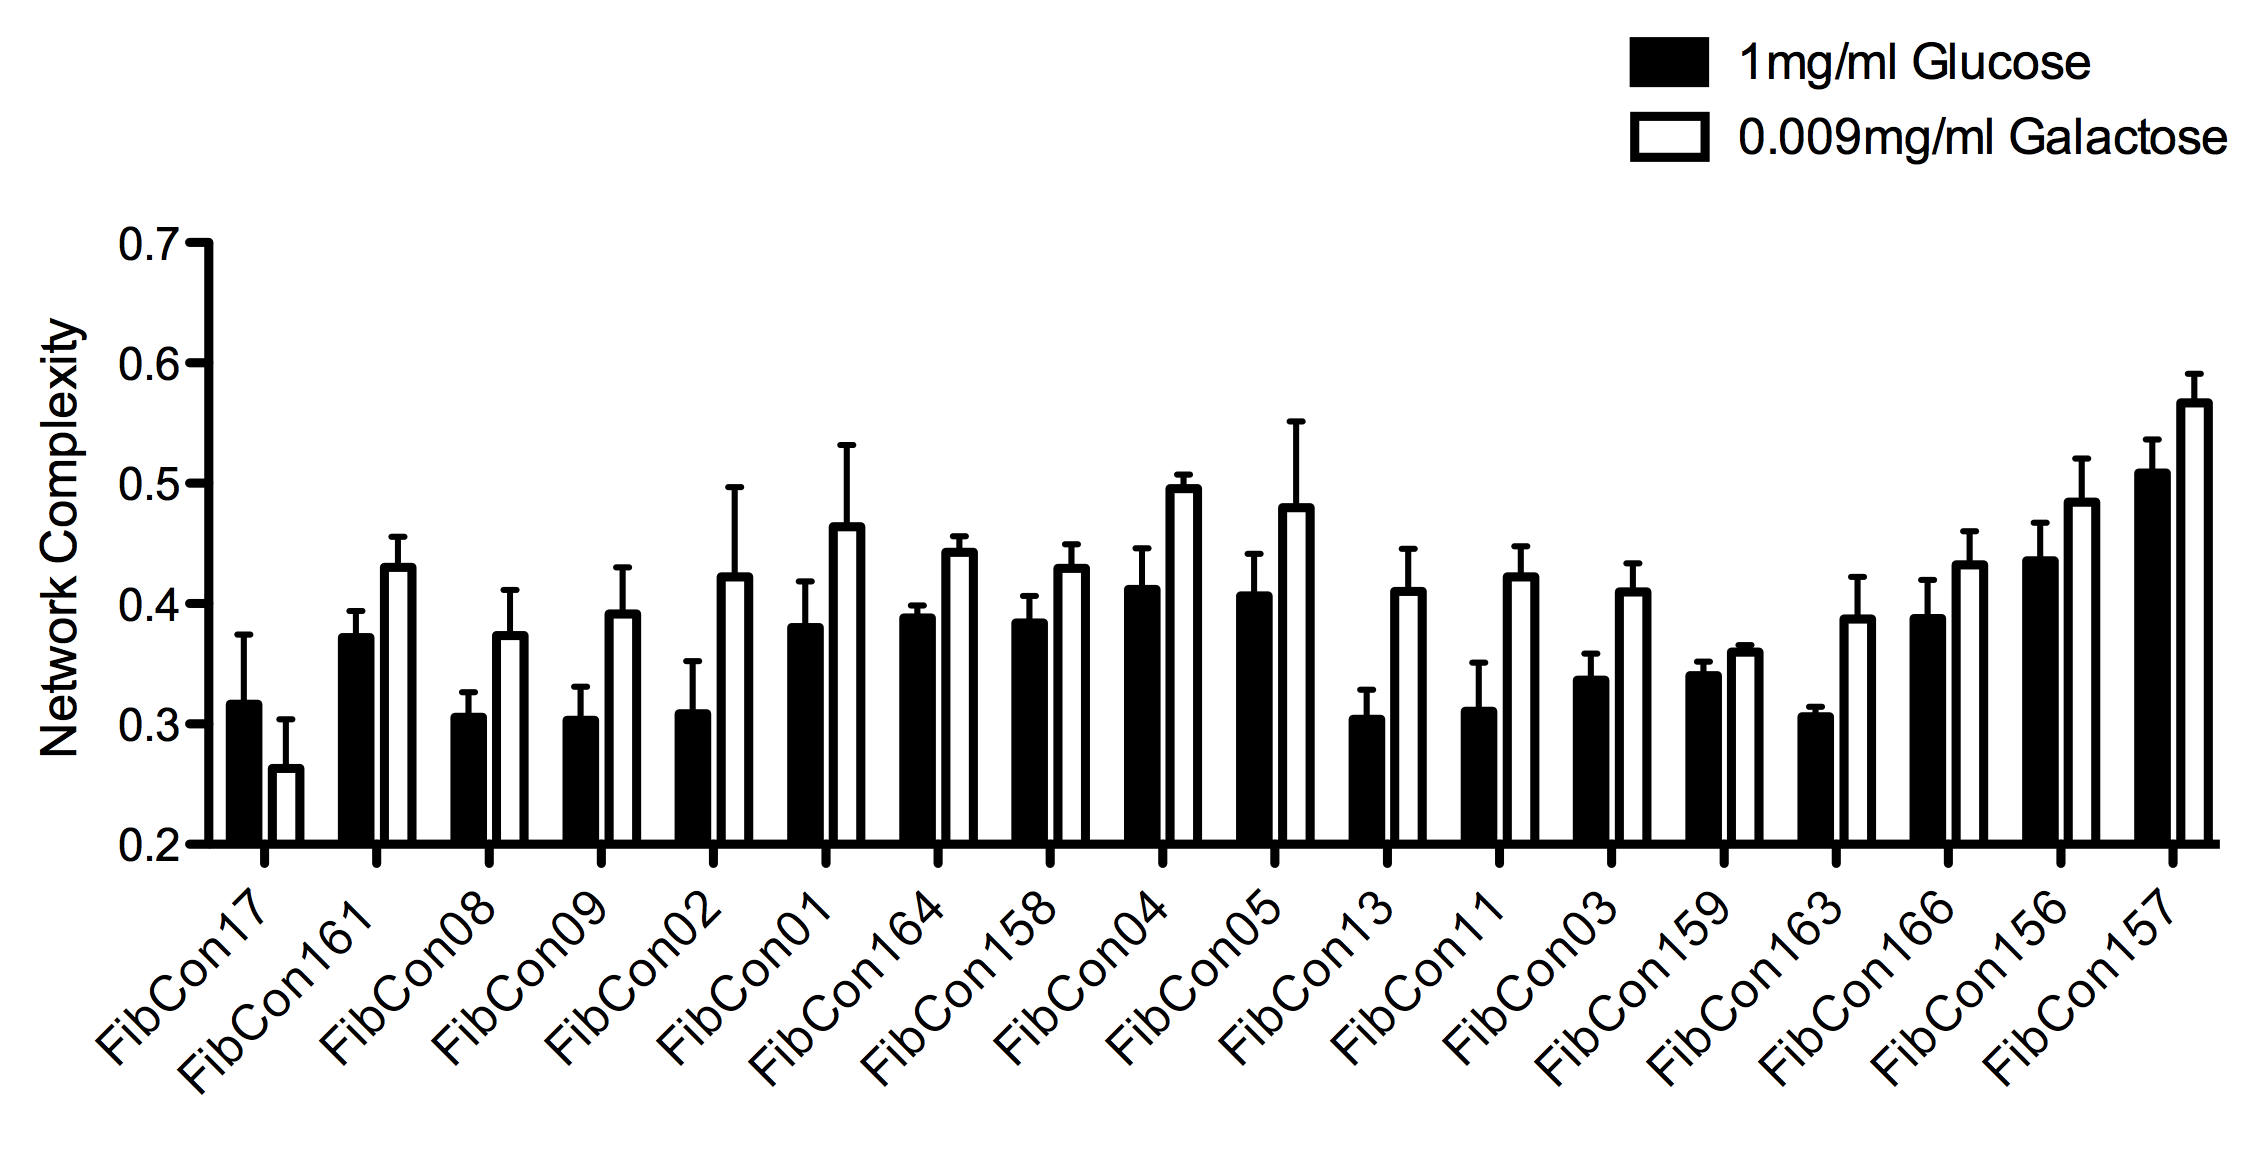 1mg/ml Glucose
0.009mg/ml Galactose
Network Complexity
0.7
0.6
0.5
0.4
0.3
0.2
FibCon17
FibCon161
FibCon08
FibCon09
FibCon02
FibCon01
FibCon164
FibCon158
FibCon04
FibCon05
FibCon13
FibCon11
FibCon03
FibCon159
FibCon163
FibCon166
FibCon156
FibCon157